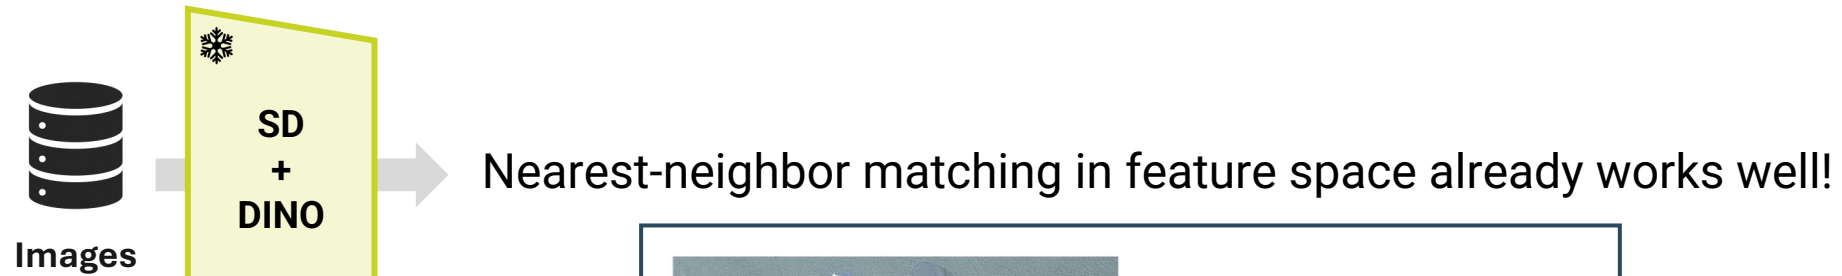 SD
+
DINO
Nearest-neighbor matching in feature space already works well!
Images